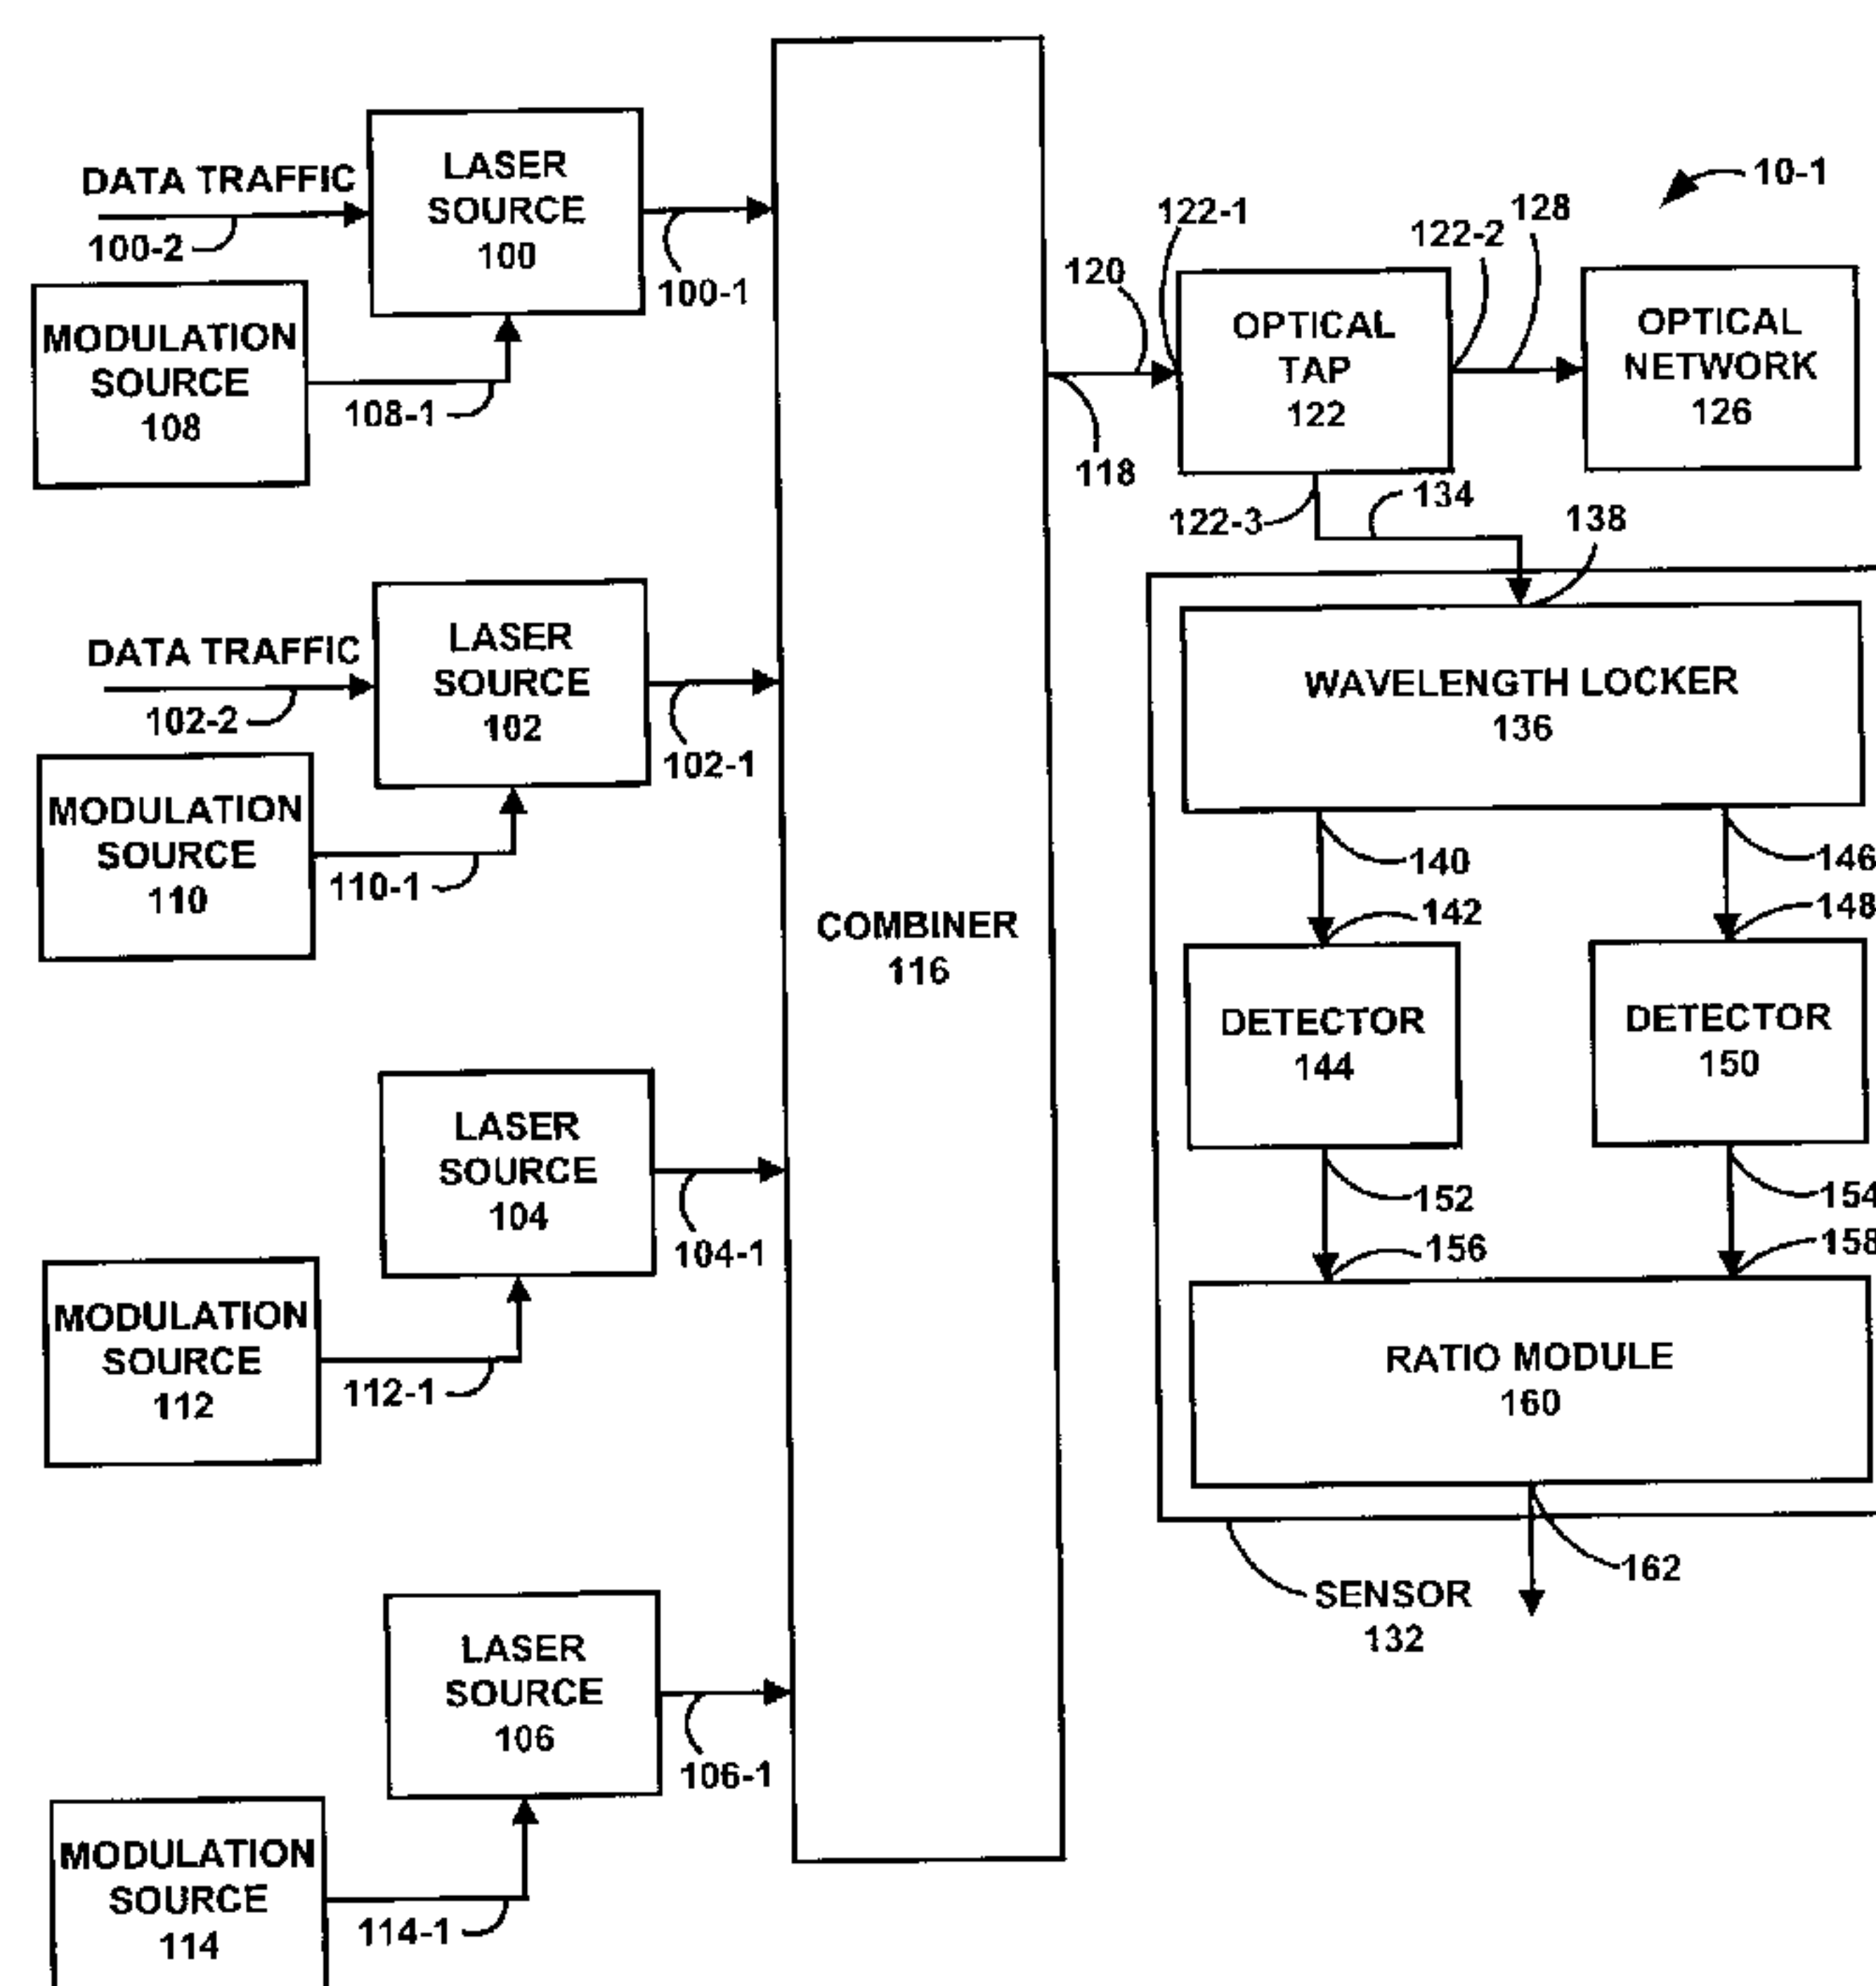 DATA TRAFFIC
100-2
LASER
SOURCE
100
100-1
MODULATION
SOURCE
108
108-1
DATA TRAFFIC
102-2
LASER
SOURCE
102
102-1
MODULATION
SOURCE
110
110-1
LASER
SOURCE
104
104-1
MODULATION
SOURCE
112
112-1
LASER
SOURCE
106
106-1
MODULATION
SOURCE
114
114-1
COMBINER
116
118
120
122-1
OPTICAL
TAP
122
122-2
128
10-1
OPTICAL
NETWORK
126
122-3
134
138
WAVELENGTH LOCKER
136
140
146
142
148
DETECTOR
144
DETECTOR
150
152
154
156
158
RATIO MODULE
160
162
SENSOR
132